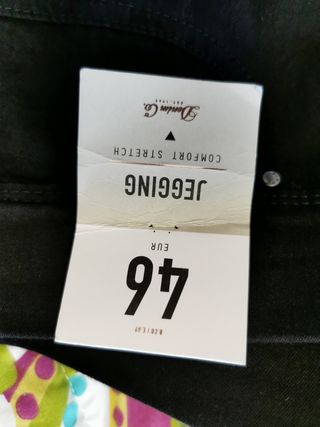 Denim Co.
COMFORT STRETCH
JEGGING
EUR
46